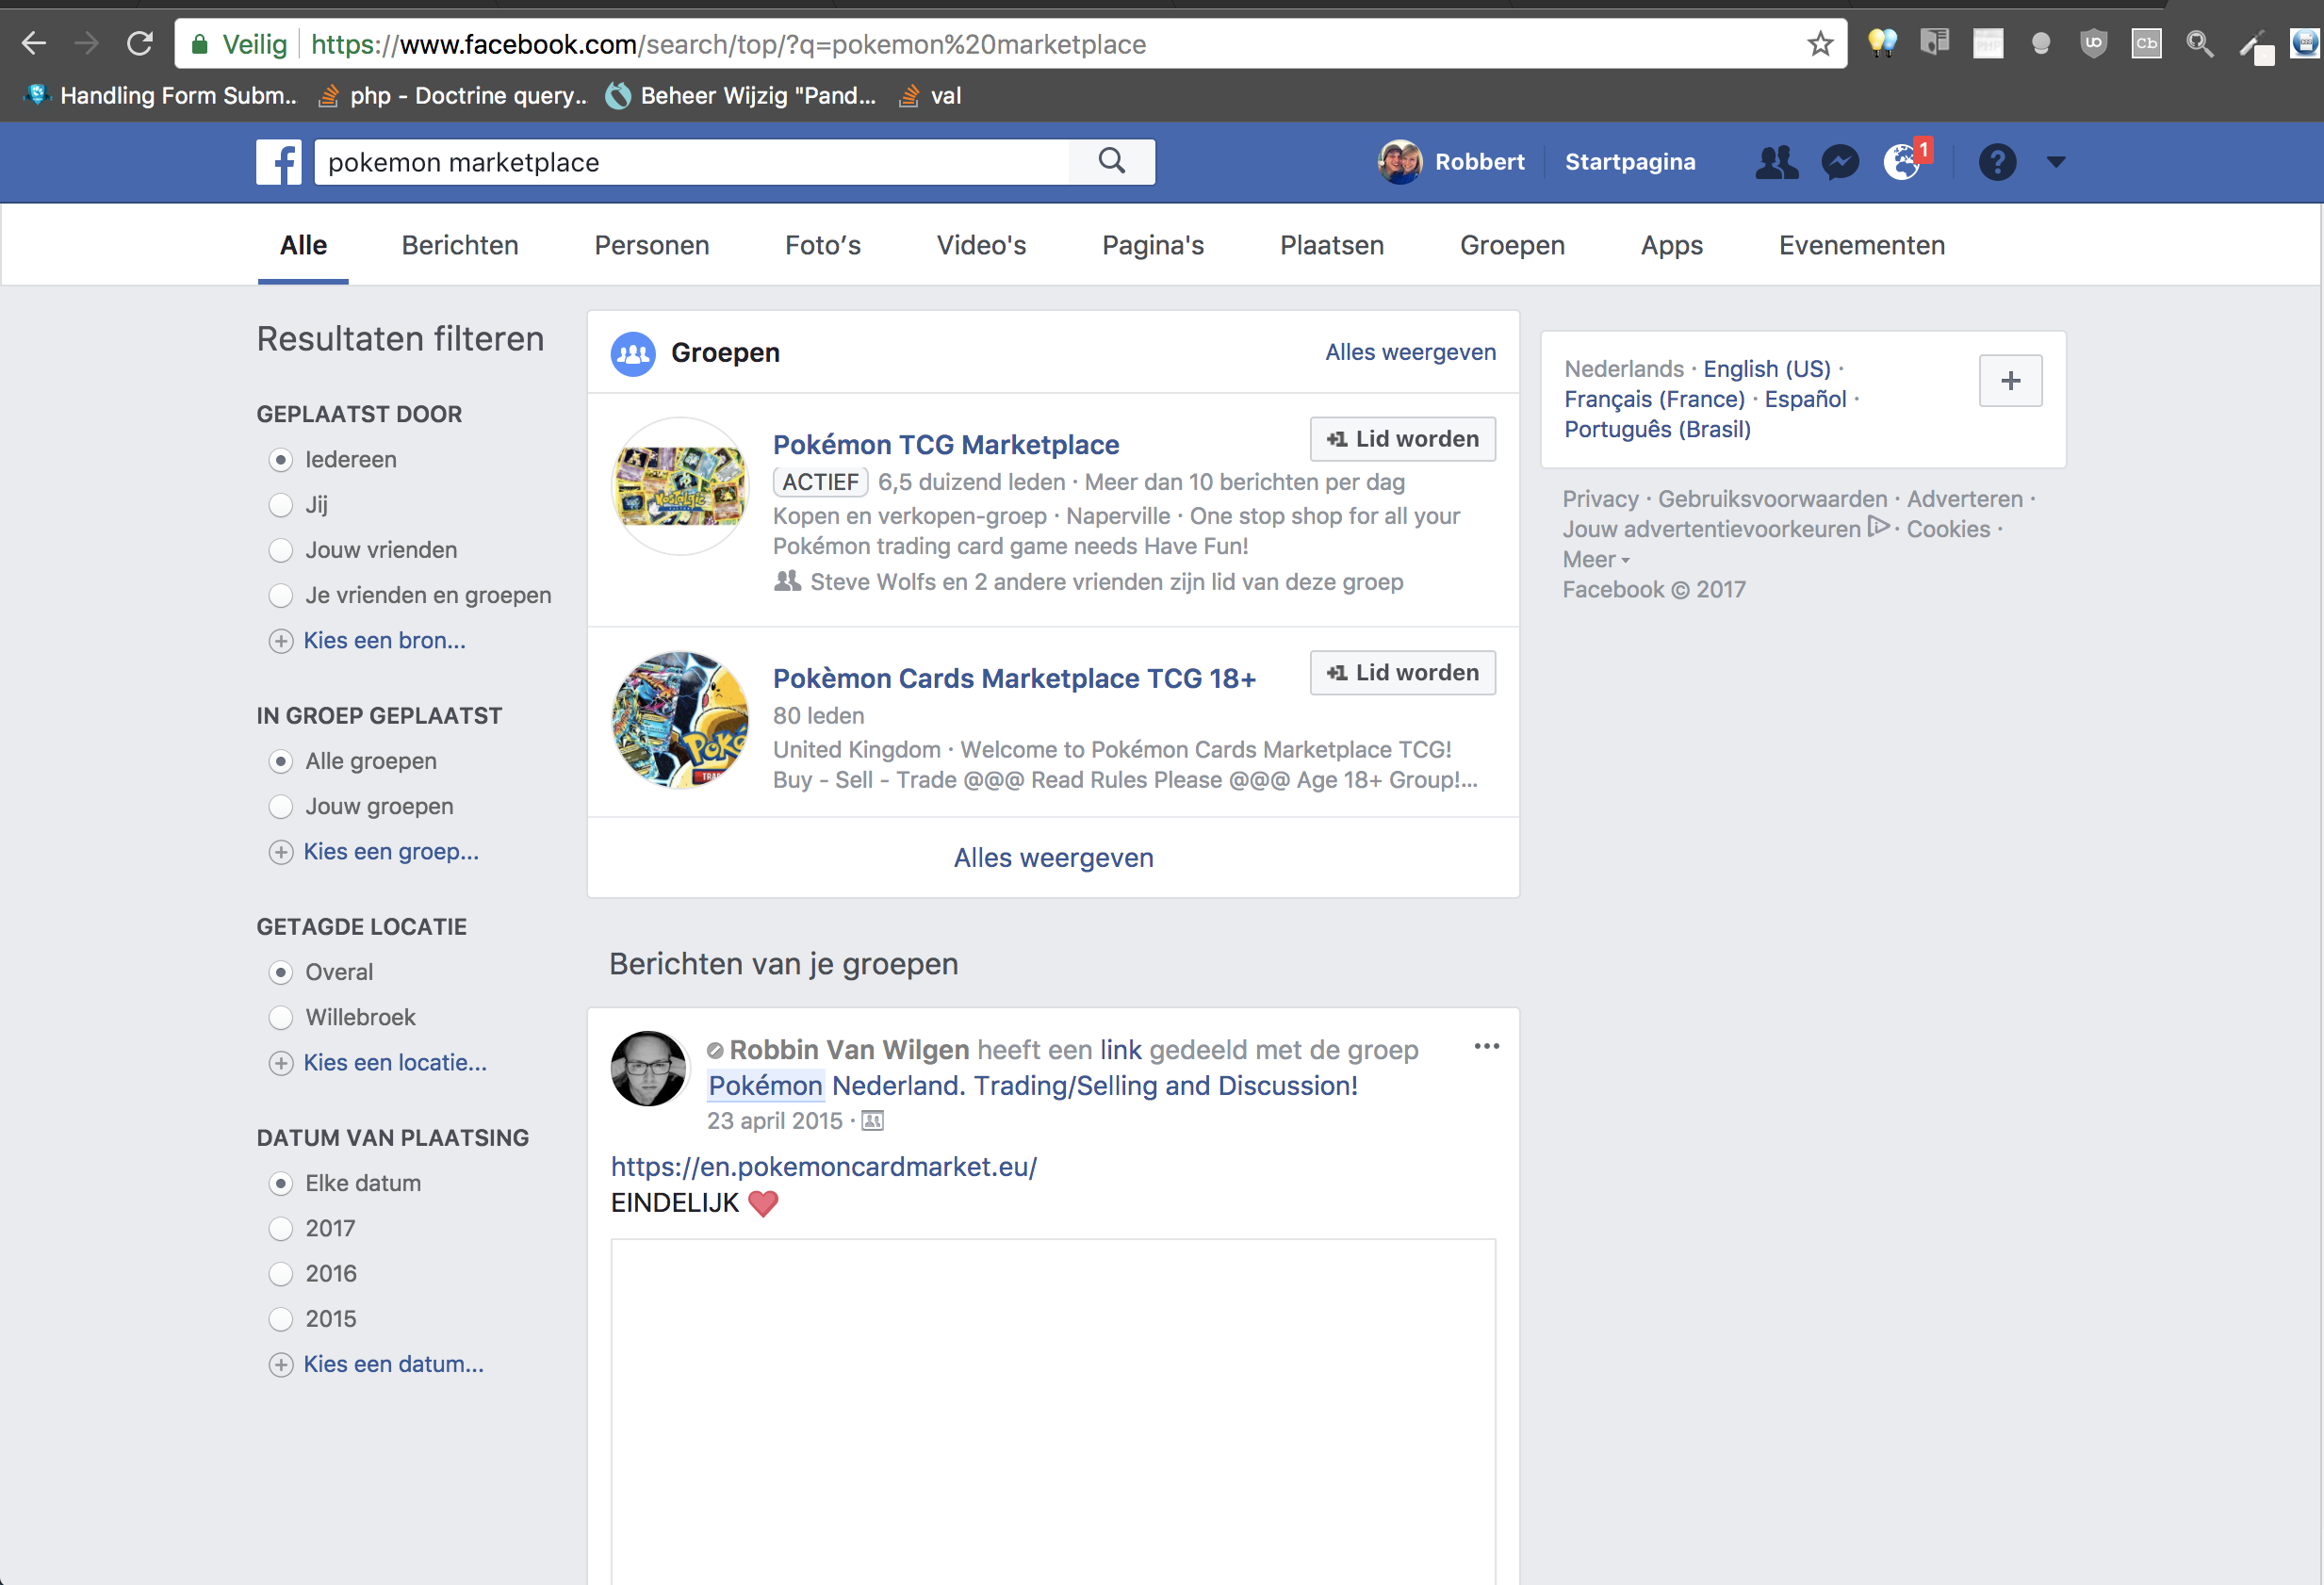 Veilig https://www.facebook.com/search/top/?q=pokemon%20marketplace
Handling Form Subm... php - Doctrine query... Beheer Wijzig "Pand... val
pokemon marketplace
Robbert Startpagina 1
Alle Berichten Personen Foto's Video's Pagina's Plaatsen Groepen Apps Evenementen
Resultaten filteren
GEPLAATST DOOR
Iedereen
Jij
Jouw vrienden
Je vrienden en groepen
Kies een bron...
IN GROEP GEPLAATST
Alle groepen
Jouw groepen
Kies een groep...
GETAGDE LOCATIE
Overal
Willebroek
Kies een locatie...
DATUM VAN PLAATSING
Elke datum
2017
2016
2015
Kies een datum...
Groepen Alles weergeven
Pokémon TCG Marketplace
+1 Lid worden
ACTIEF 6,5 duizend leden · Meer dan 10 berichten per dag
Kopen en verkopen-groep · Naperville · One stop shop for all your
Pokémon trading card game needs Have Fun!
Steve Wolfs en 2 andere vrienden zijn lid van deze groep
Pokèmon Cards Marketplace TCG 18+
+1 Lid worden
80 leden
United Kingdom · Welcome to Pokémon Cards Marketplace TCG!
Buy - Sell - Trade @@@ Read Rules Please @@@ Age 18+ Group!...
Alles weergeven
Berichten van je groepen
Robbin Van Wilgen heeft een link gedeeld met de groep
Pokémon Nederland. Trading/Selling and Discussion!
23 april 2015 ·
https://en.pokemoncardmarket.eu/
EINDELIJK
Nederlands · English (US) ·
Français (France) · Español ·
Português (Brasil)
Privacy · Gebruiksvoorwaarden · Adverteren ·
Jouw advertentievoorkeuren · Cookies ·
Meer
Facebook © 2017